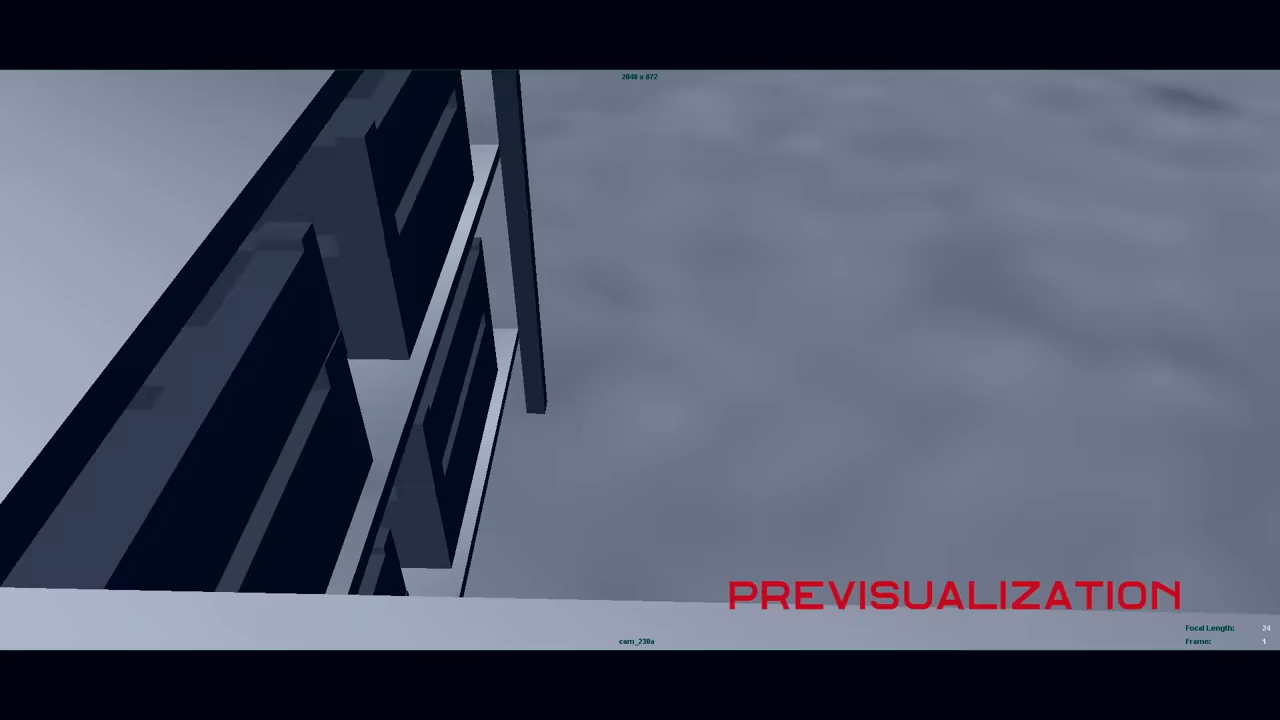 2048 x 872
PREVISUALIZATION
Focal Length: 24
cam_230a
Frame: 1